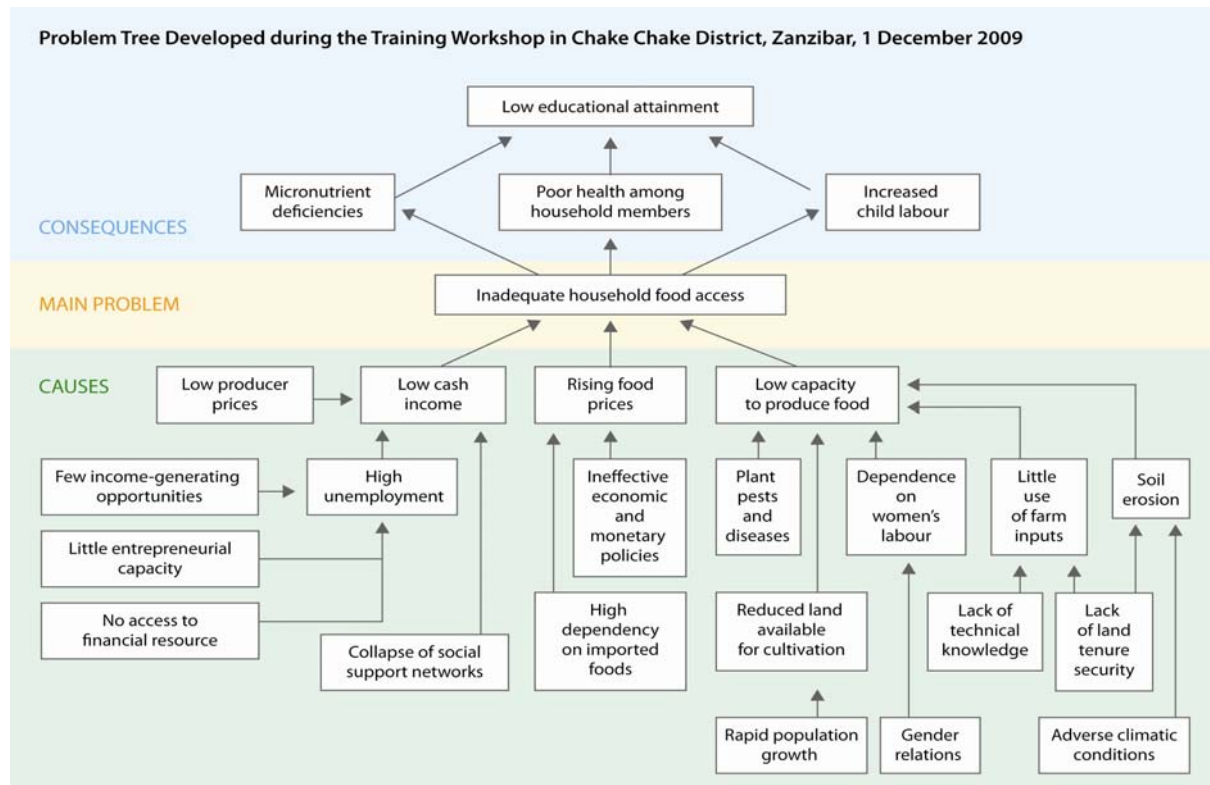 Problem Tree Developed during the Training Workshop in Chake Chake District, Zanzibar, 1 December 2009
Low educational attainment
Micronutrient
deficiencies
Poor health among
household members
Increased
child labour
CONSEQUENCES
MAIN PROBLEM
Inadequate household food access
CAUSES
Low producer
prices
Low cash
income
Rising food
prices
Low capacity
to produce food
Few income-generating
opportunities
High
unemployment
Ineffective
economic
and
monetary
policies
Plant
pests
and
diseases
Dependence
on
women's
labour
Little
use
of farm
inputs
Soil
erosion
Little entrepreneurial
capacity
No access to
financial resource
Collapse of social
support networks
High
dependency
on imported
foods
Reduced land
available
for cultivation
Lack of
technical
knowledge
Lack
of land
tenure
security
Rapid population
growth
Gender
relations
Adverse climatic
conditions